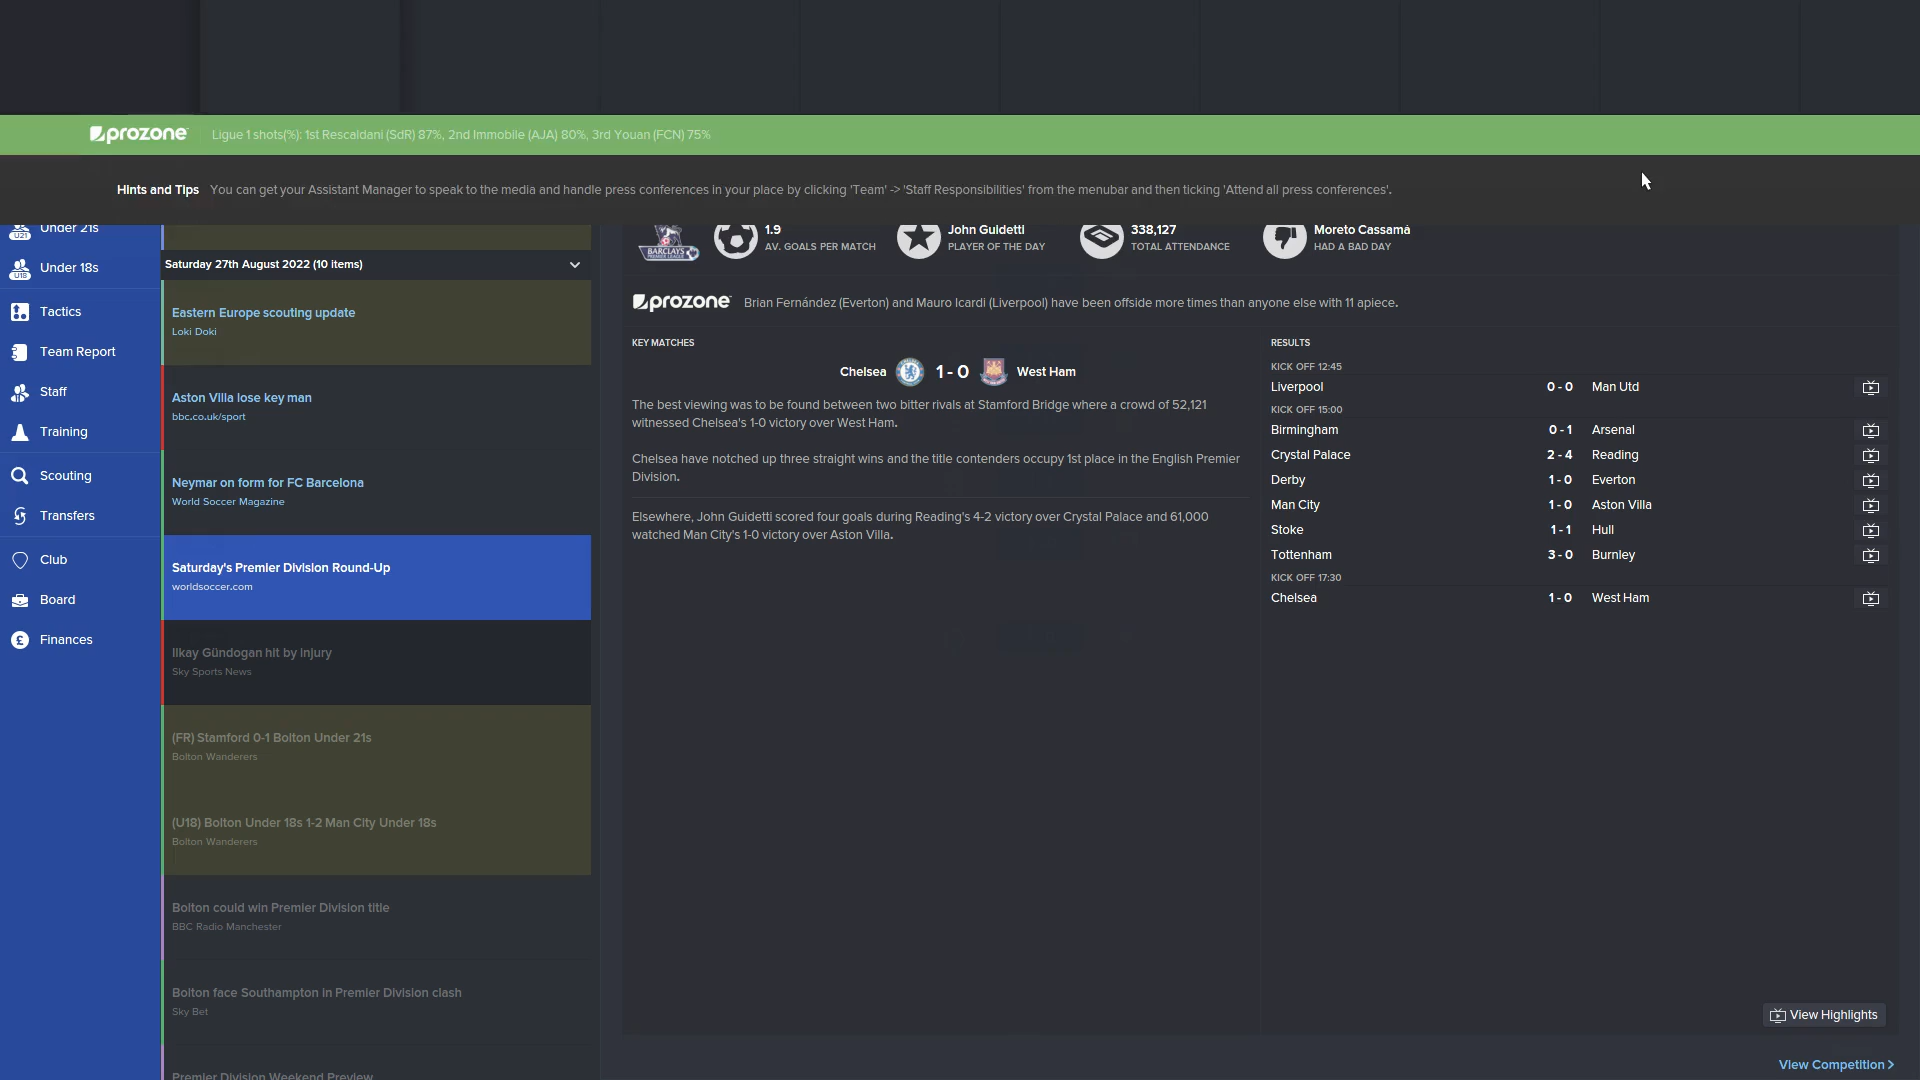 prozone Ligue 1 shots(%): 1st Rescaldani (SdR) 87%, 2nd Immobile (AJA) 80%, 3rd Youan (FCN) 75%
Hints and Tips You can get your Assistant Manager to speak to the media and handle press conferences in your place by clicking 'Team' -> 'Staff Responsibilities' from the menubar and then ticking 'Attend all press conferences'.
Under 21s
U21
Under 18s
U18
Tactics
Team Report
Staff
Training
Scouting
Transfers
Club
Board
Finances
Saturday 27th August 2022 (10 items)
Eastern Europe scouting update
Loki Doki
Aston Villa lose key man
bbc.co.uk/sport
Neymar on form for FC Barcelona
World Soccer Magazine
Saturday's Premier Division Round-Up
worldsoccer.com
Ilkay Gündogan hit by injury
Sky Sports News
(FR) Stamford 0-1 Bolton Under 21s
Bolton Wanderers
(U18) Bolton Under 18s 1-2 Man City Under 18s
Bolton Wanderers
Bolton could win Premier Division title
BBC Radio Manchester
Bolton face Southampton in Premier Division clash
Sky Bet
Premier Division Weekend Preview
BARCLAYS
PREMIER LEAGUE
1.9
AV. GOALS PER MATCH
John Guidetti
PLAYER OF THE DAY
338,127
TOTAL ATTENDANCE
Moreto Cassamá
HAD A BAD DAY
prozone Brian Fernández (Everton) and Mauro Icardi (Liverpool) have been offside more times than anyone else with 11 apiece.
KEY MATCHES
Chelsea 1 - 0 West Ham
The best viewing was to be found between two bitter rivals at Stamford Bridge where a crowd of 52,121
witnessed Chelsea's 1-0 victory over West Ham.
Chelsea have notched up three straight wins and the title contenders occupy 1st place in the English Premier
Division.
Elsewhere, John Guidetti scored four goals during Reading's 4-2 victory over Crystal Palace and 61,000
watched Man City's 1-0 victory over Aston Villa.
RESULTS
KICK OFF 12:45
Liverpool 0 - 0 Man Utd
KICK OFF 15:00
Birmingham 0 - 1 Arsenal
Crystal Palace 2 - 4 Reading
Derby 1 - 0 Everton
Man City 1 - 0 Aston Villa
Stoke 1 - 1 Hull
Tottenham 3 - 0 Burnley
KICK OFF 17:30
Chelsea 1 - 0 West Ham
View Highlights
View Competition >